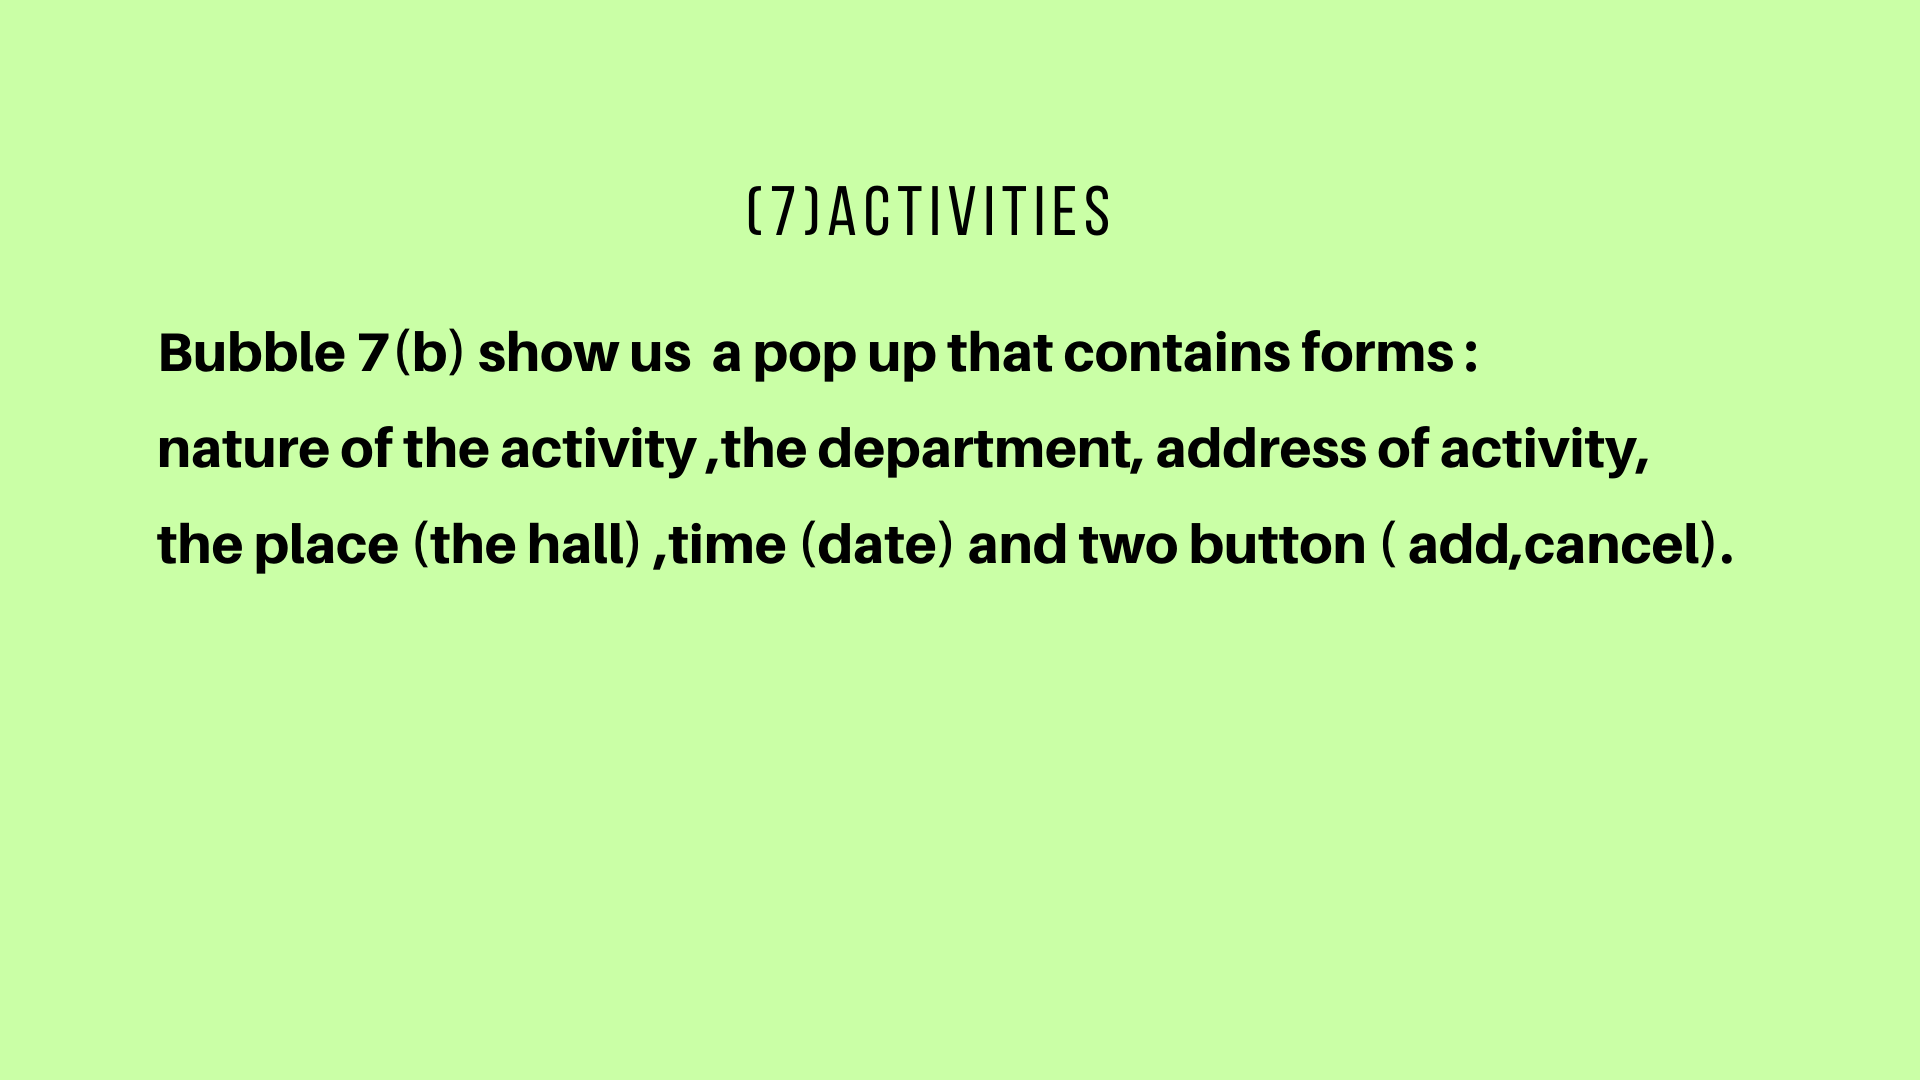 (7)ACTIVITIES
Bubble 7(b) show us  a pop up that contains forms :
nature of the activity ,the department, address of activity,
the place (the hall) ,time (date) and two button ( add,cancel).